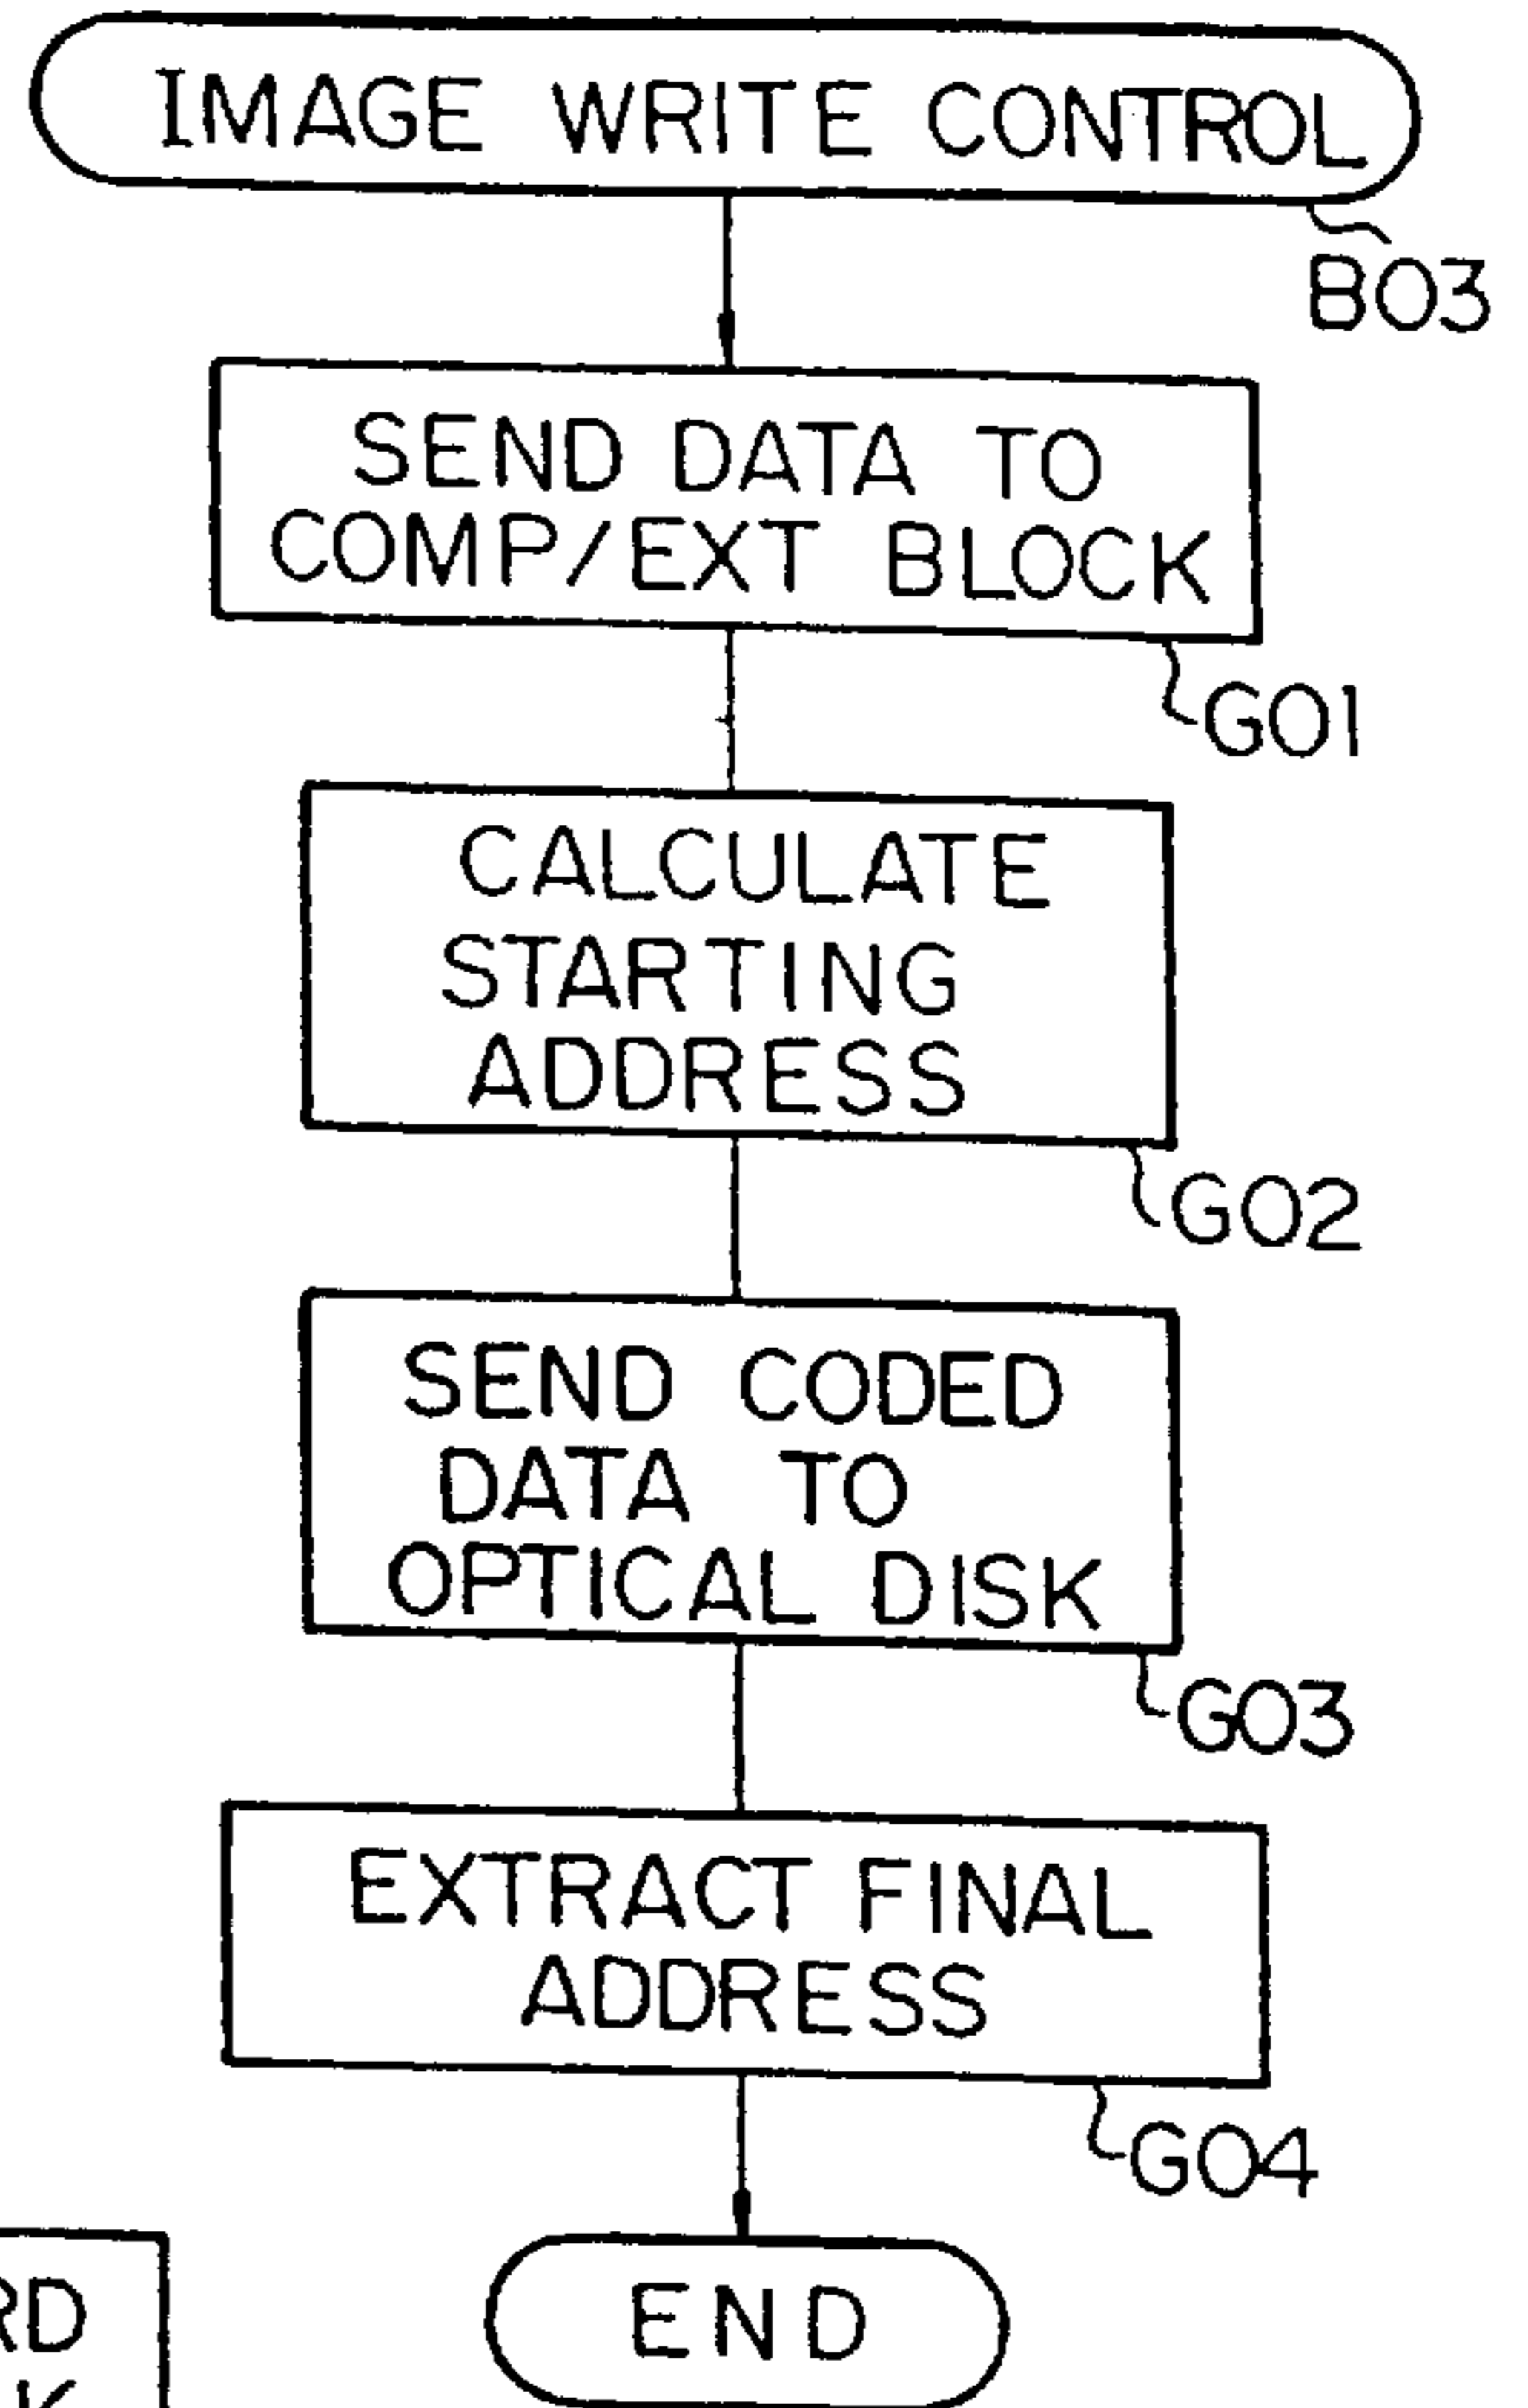 IMAGE WRITE CONTROL
B03
SEND DATA TO
COMP/EXT BLOCK
G01
CALCULATE
STARTING
ADDRESS
G02
SEND CODED
DATA TO
OPTICAL DISK
G03
EXTRACT FINAL
ADDRESS
G04
END